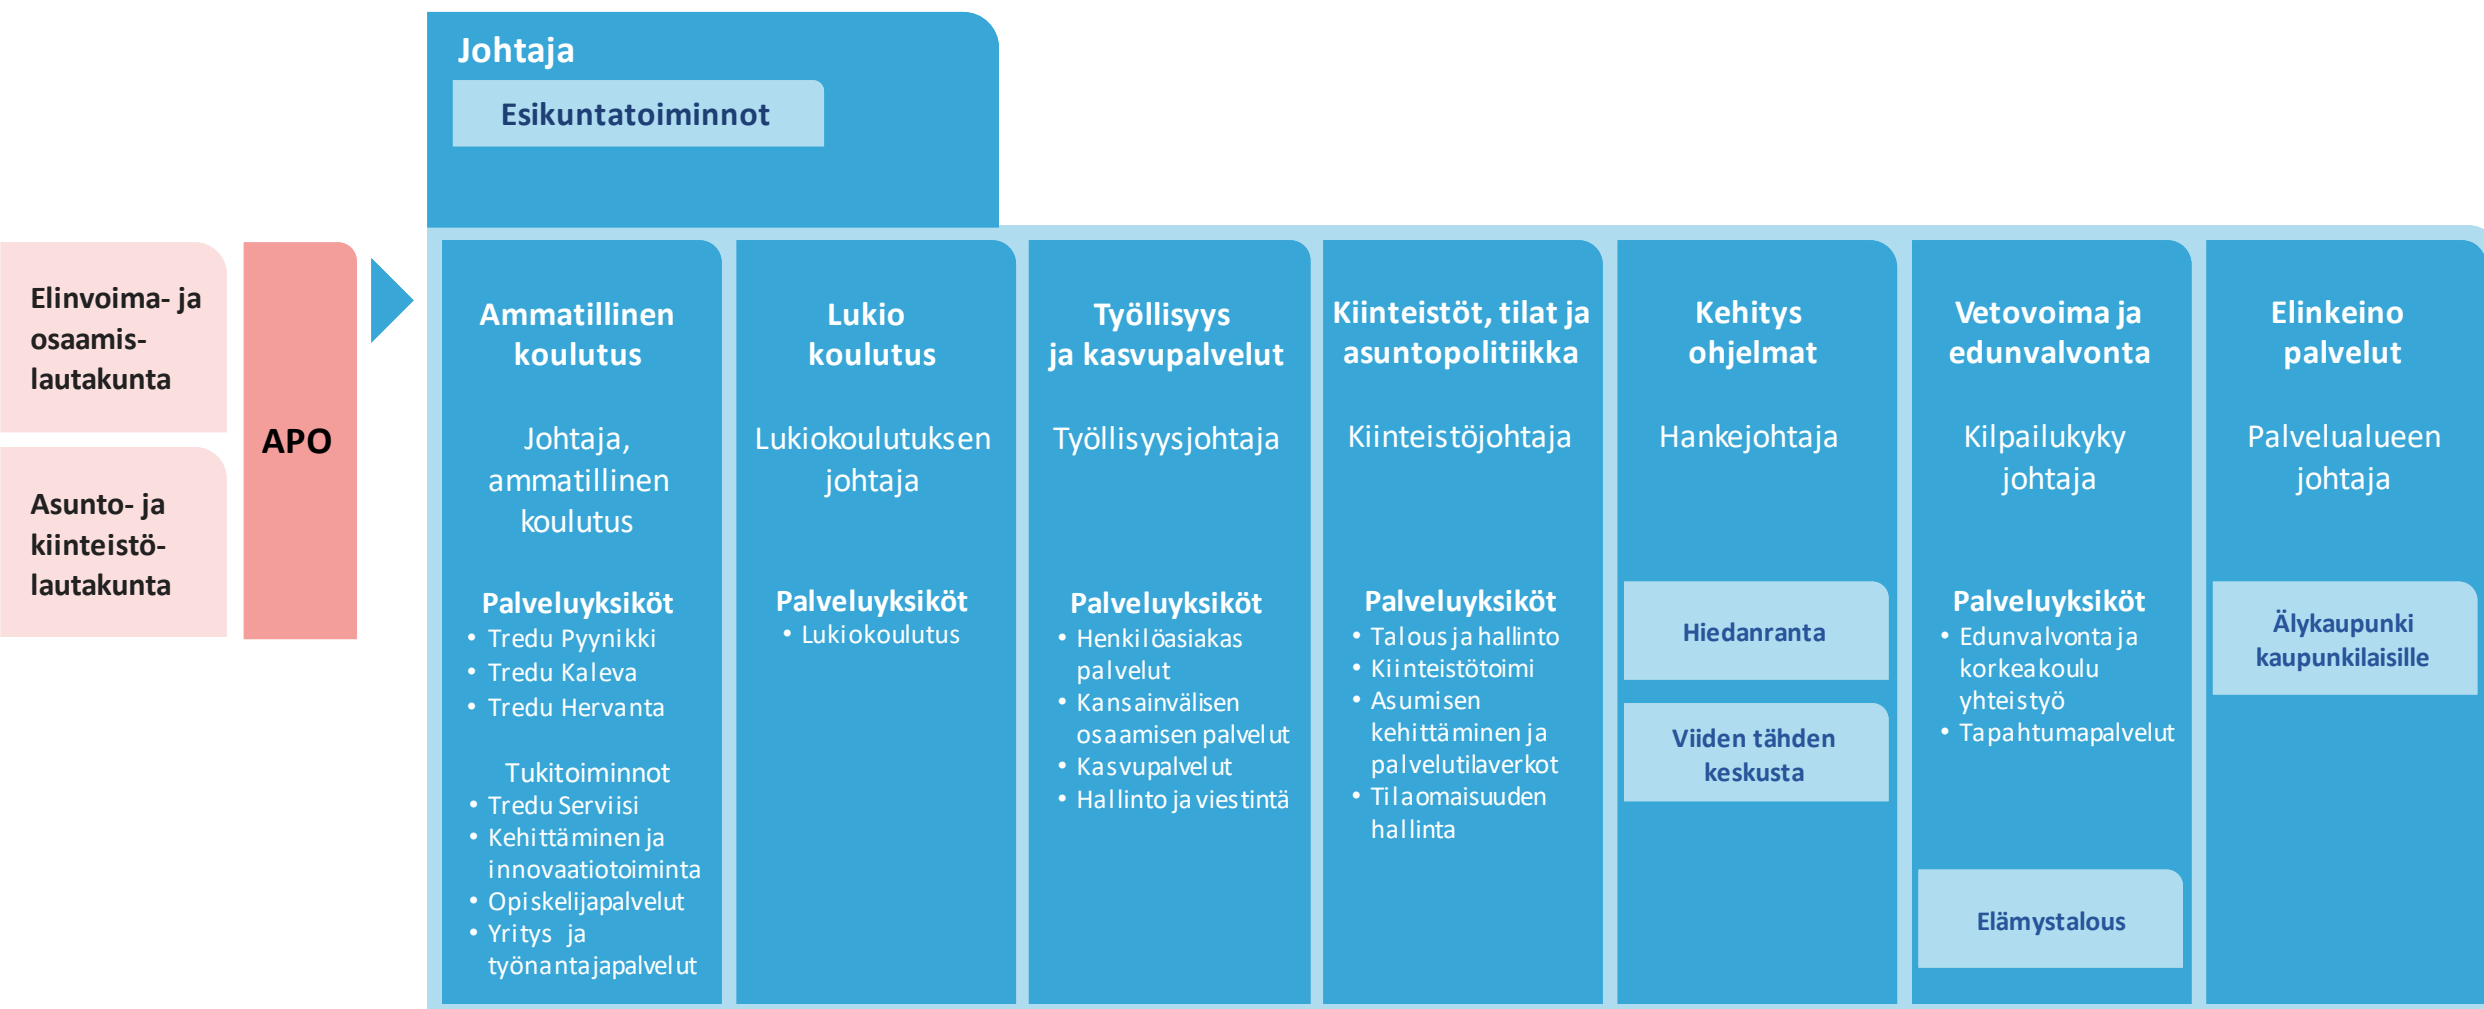 Johtaja
Esikuntatoiminnot
Elinvoima- ja
osaamis-
lautakunta
Asunto- ja
kiinteistö-
lautakunta
APO
Ammatillinen
koulutus
Johtaja,
ammatillinen
koulutus
Palveluyksiköt
• Tredu Pyynikki
• Tredu Kaleva
• Tredu Hervanta
Tukitoiminnot
• Tredu Serviisi
• Kehittäminen ja
innovaatiotoiminta
• Opiskelijapalvelut
• Yritys ja
työnantajapalvelut
Lukio
koulutus
Lukiokoulutuksen
johtaja
Palveluyksiköt
• Lukiokoulutus
Työllisyys
ja kasvupalvelut
Työllisyysjohtaja
Palveluyksiköt
• Henkilöasiakas
palvelut
• Kansainvälisen
osaamisen palvelut
• Kasvupalvelut
• Hallinto ja viestintä
Kiinteistöt, tilat ja
asuntopolitiikka
Kiinteistöjohtaja
Palveluyksiköt
• Talous ja hallinto
• Kiinteistötoimi
• Asumisen
kehittäminen ja
palvelutilaverkot
• Tilaomaisuuden
hallinta
Kehitys
ohjelmat
Hankejohtaja
Hiedanranta
Viiden tähden
keskusta
Vetovoima ja
edunvalvonta
Kilpailukyky
johtaja
Palveluyksiköt
• Edunvalvonta ja
korkeakoulu
yhteistyö
• Tapahtumapalvelut
Elämystalous
Elinkeino
palvelut
Palvelualueen
johtaja
Älykaupunki
kaupunkilaisille